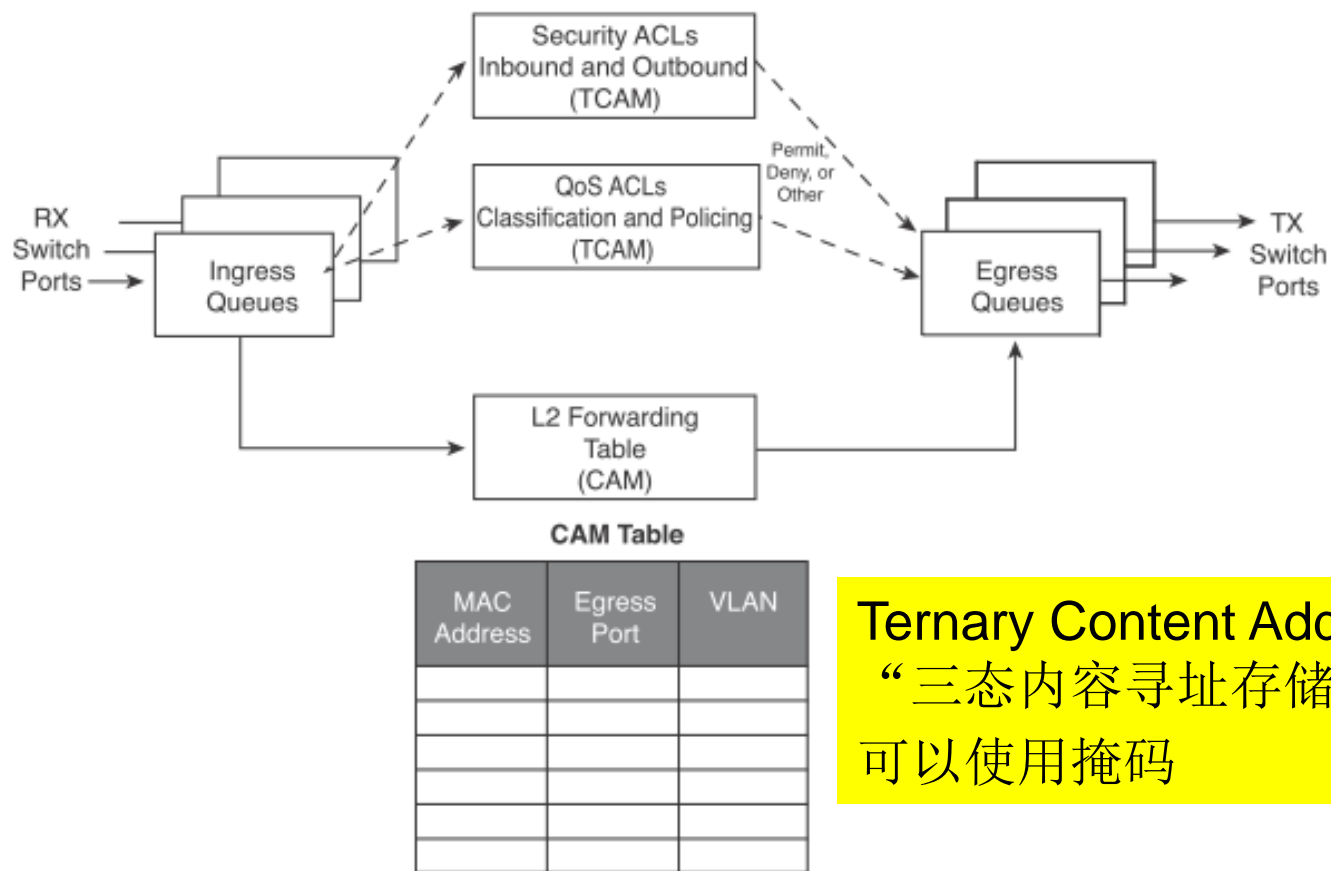 Security ACLs
Inbound and Outbound
(TCAM)
Permit,
Deny, or
Other
QoS ACLs
Classification and Policing
(TCAM)
RX
Switch
Ports
Ingress
Queues
Egress
Queues
TX
Switch
Ports
L2 Forwarding
Table
(CAM)
CAM Table
MAC
Address
Egress
Port
VLAN
Ternary Content
“三态内容寻址存储
可以使用掩码